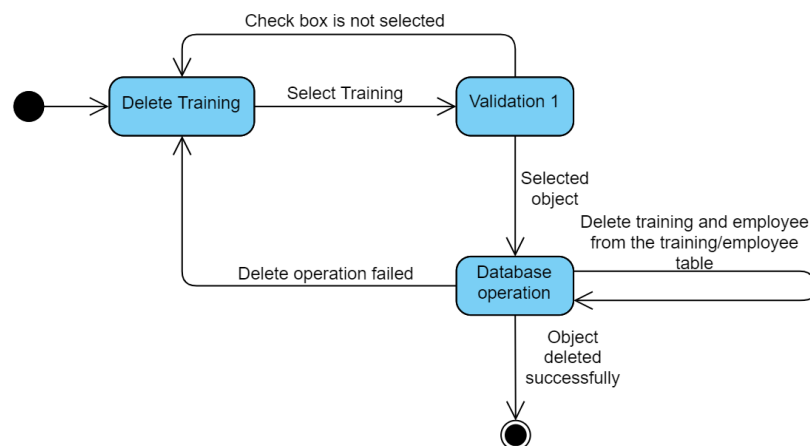 Check box is not selected
Delete Training
Select Training
Validation 1
Selected
object
Delete training and employee
from the training/employee
table
Delete operation failed
Database
operation
Object
deleted
successfully